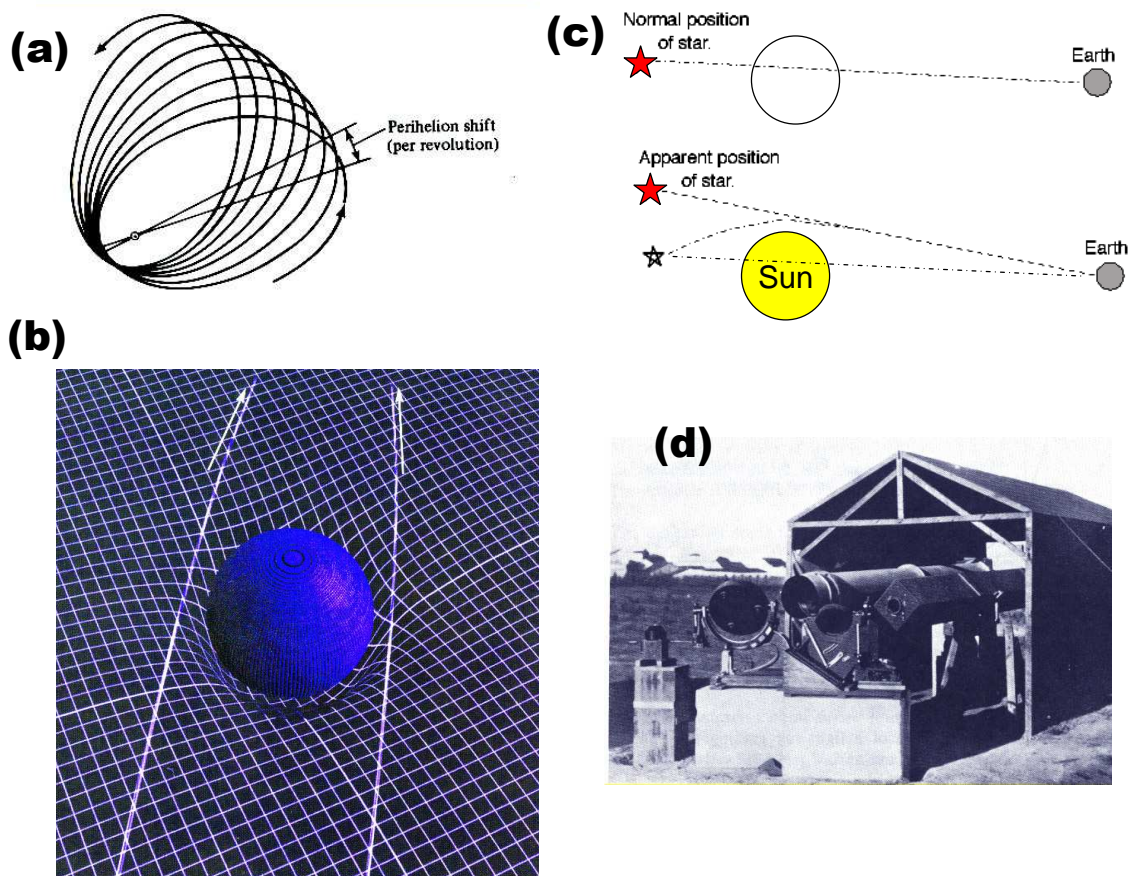 (a)
Perihelion shift
(per revolution)
(c)
Normal position
of star.
Earth
Apparent position
of star.
Earth
Sun
(b)
(d)